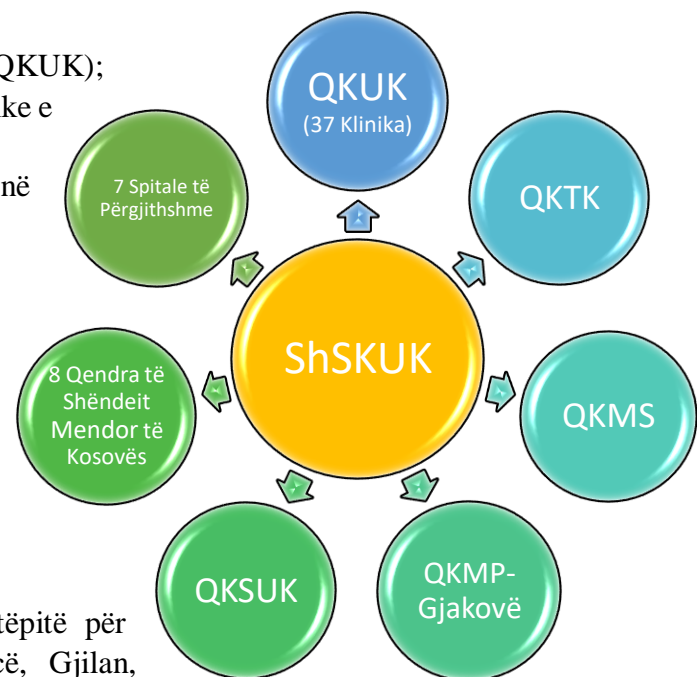 QKUK);
ke e
në
QKUK
(37 Klinika)
QKTK
QKMS
QKMP-
Gjakovë
QKSUK
8 Qendra të
Shëndeit
Mendor të
Kosovës
7 Spitale të
Përgjithshme
ShSKUK
tëpitë për
cë, Gjilan,